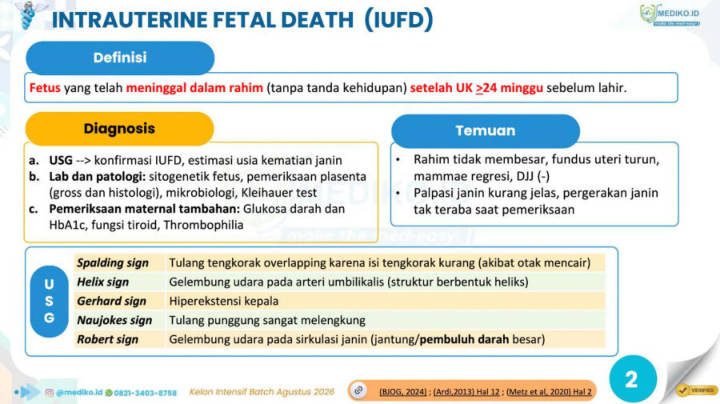 INTRAUTERINE FETAL DEATH (IUFD)
MEDIKO.ID
Definisi
Fetus yang telah meninggal dalam rahim (tanpa tanda kehidupan) setelah UK >24 minggu sebelum lahir.
Diagnosis
a. USG --> konfirmasi IUFD, estimasi usia kematian janin
b. Lab dan patologi: sitogenetik fetus, pemeriksaan plasenta
(gross dan histologi), mikrobiologi, Kleihauer test
c. Pemeriksaan maternal tambahan: Glukosa darah dan
HbA1c, fungsi tiroid, Thrombophilia
Temuan
• Rahim tidak membesar, fundus uteri turun,
mammae regresi, DJJ (-)
• Palpasi janin kurang jelas, pergerakan janin
tak teraba saat pemeriksaan
USG
Spalding sign Tulang tengkorak overlapping karena isi tengkorak kurang (akibat otak mencair)
Helix sign Gelembung udara pada arteri umbilikalis (struktur berbentuk heliks)
Gerhard sign Hiperekstensi kepala
Naujokes sign Tulang punggung sangat melengkung
Robert sign Gelembung udara pada sirkulasi janin (jantung/pembuluh darah besar)
@mediko.id 0821-3403-8758 Kelan Intensif Batch Agustus 2026
(BJOG, 2024) ; (Ardi,2013) Hal 12 ; (Metz et al, 2020) Hal 2
2
VERIFIED